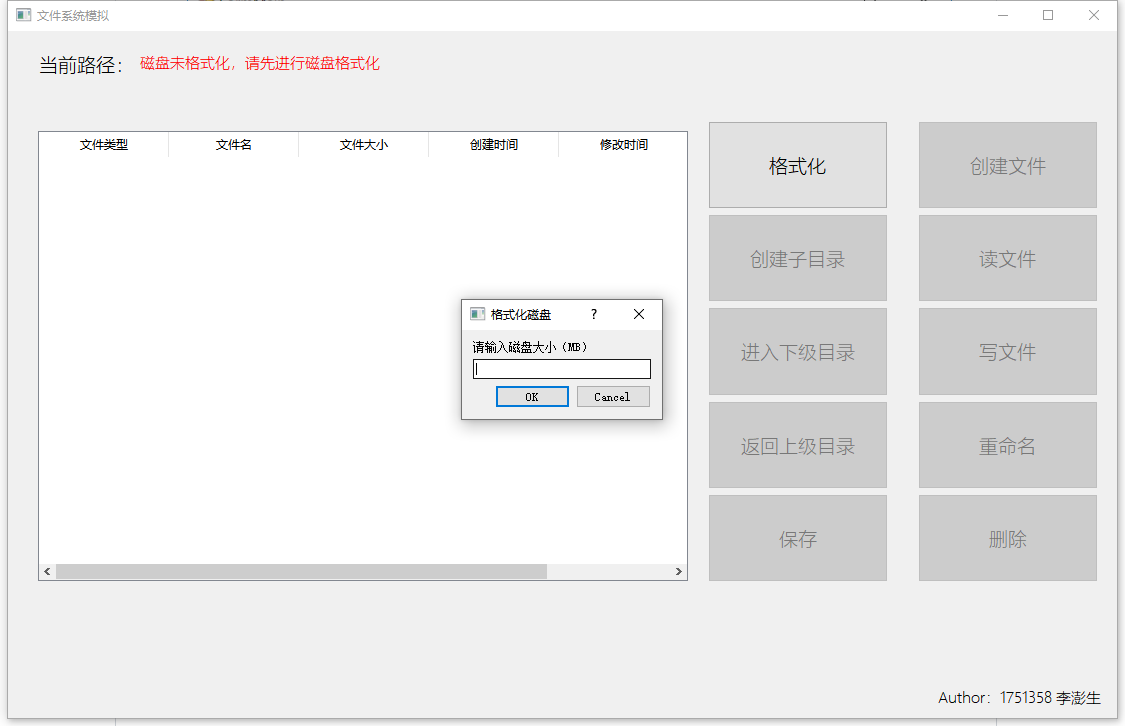 文件系统模拟
当前路径： 磁盘未格式化，请先进行磁盘格式化
文件类型 文件名 文件大小 创建时间 修改时间
格式化 创建文件
创建子目录 读文件
格式化磁盘 ?
请输入磁盘大小（MB）
OK Cancel
进入下级目录 写文件
返回上级目录 重命名
保存 删除
Author：1751358 李澎生